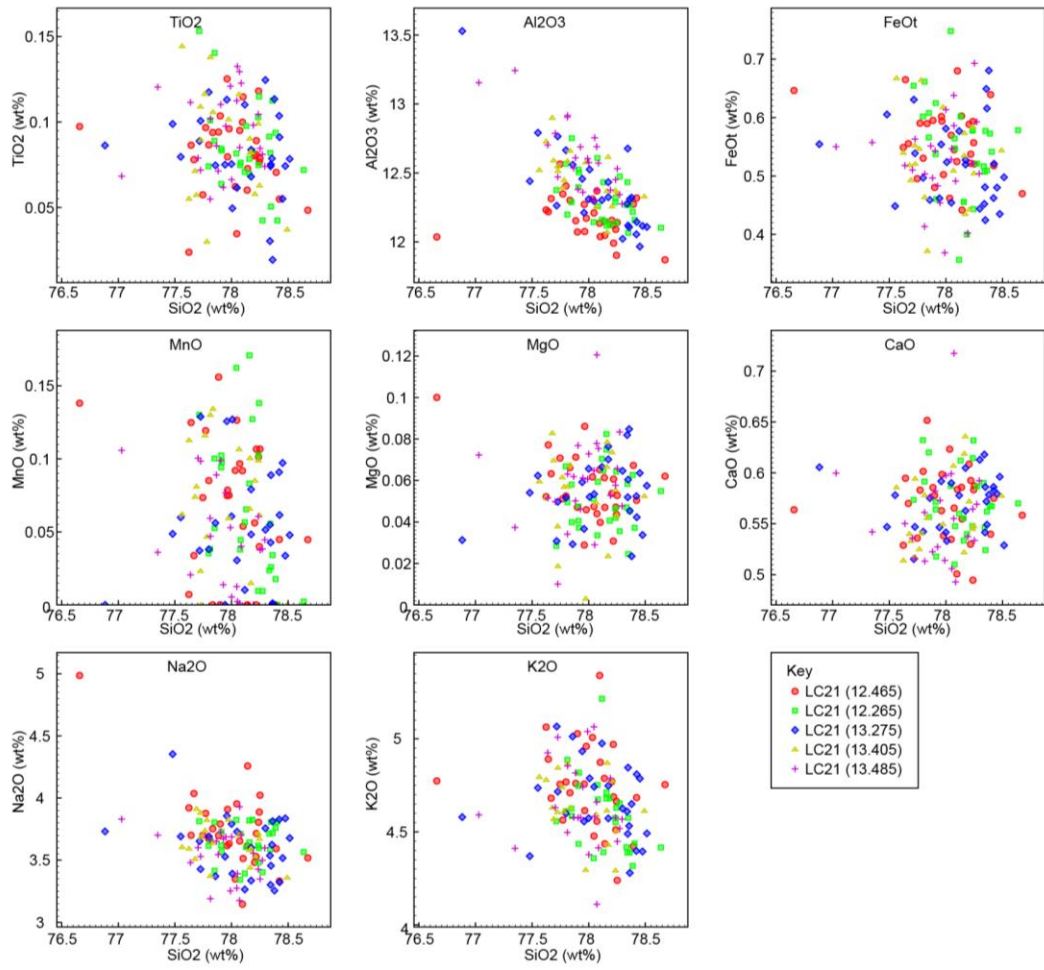 TiO2
TiO2 (wt%)
0.15
0.1
0.05
76.5 77 77.5 78 78.5
SiO2 (wt%)
Al2O3
Al2O3 (wt%)
13.5
13
12.5
12
76.5 77 77.5 78 78.5
SiO2 (wt%)
FeOt
FeOt (wt%)
0.7
0.6
0.5
0.4
76.5 77 77.5 78 78.5
SiO2 (wt%)
MnO
MnO (wt%)
0.15
0.1
0.05
0
76.5 77 77.5 78 78.5
SiO2 (wt%)
MgO
MgO (wt%)
0.12
0.1
0.08
0.06
0.04
0.02
0
76.5 77 77.5 78 78.5
SiO2 (wt%)
CaO
CaO (wt%)
0.7
0.65
0.6
0.55
0.5
76.5 77 77.5 78 78.5
SiO2 (wt%)
Na2O
Na2O (wt%)
5
4.5
4
3.5
3
76.5 77 77.5 78 78.5
SiO2 (wt%)
K2O
K2O (wt%)
5
4.5
4
76.5 77 77.5 78 78.5
SiO2 (wt%)
Key
LC21 (12.465)
LC21 (12.265)
LC21 (13.275)
LC21 (13.405)
LC21 (13.485)